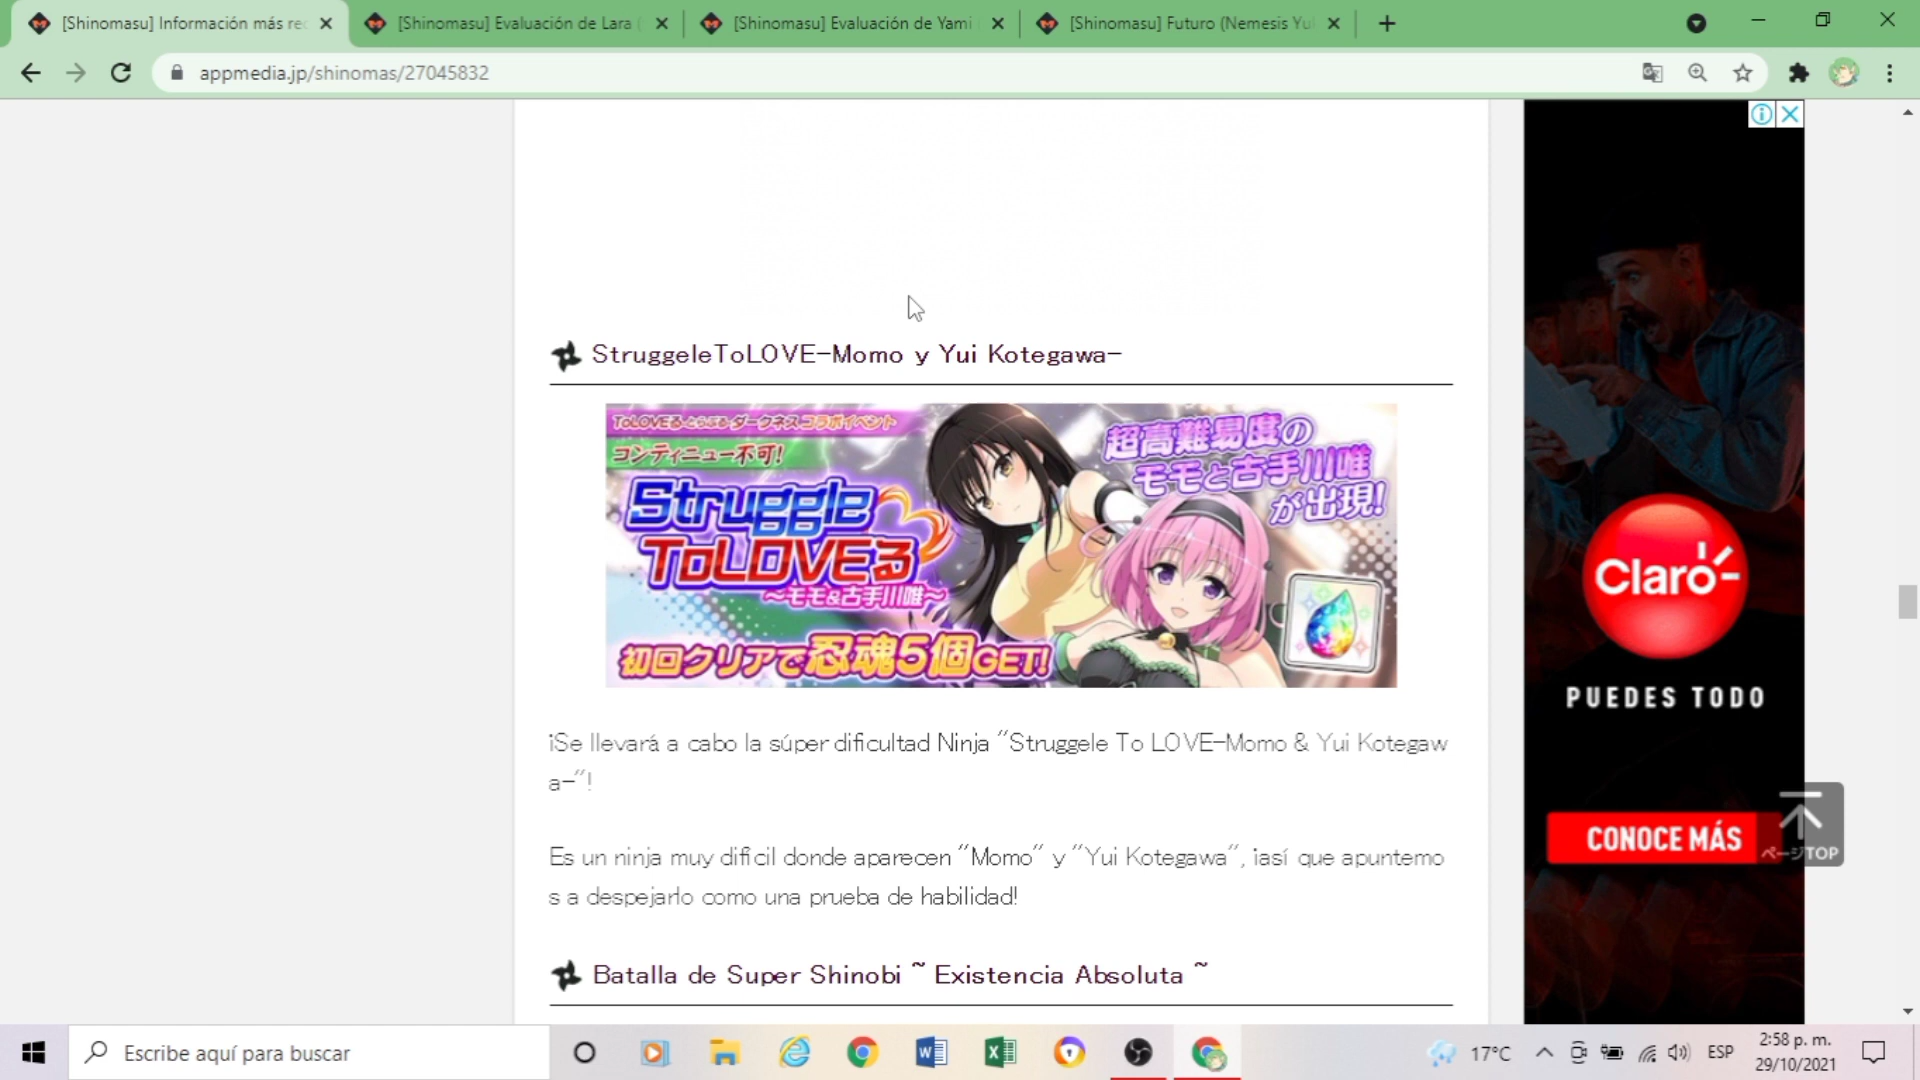 [Shinomasu] Información más rec
[Shinomasu] Evaluación de Lara (
[Shinomasu] Evaluación de Yami (
[Shinomasu] Futuro (Nemesis Yui
appmedia.jp/shinomas/27045832
StruggeleToLOVE-Momo y Yui Kotegawa-
ToLOVEる-とらぶる-ダークネス コラボイベント
コンティニュー不可!
Struggle
ToLOVEる
~モモ&古手川唯~
超高難易度の
モモと古手川唯
が出現!
初回クリアで忍魂5個GET!
¡Se llevará a cabo la súper dificultad Ninja "Struggele To LOVE-Momo & Yui Kotegaw
a-"!
Es un ninja muy difícil donde aparecen "Momo" y "Yui Kotegawa", ¡así que apuntemo
s a despejarlo como una prueba de habilidad!
Batalla de Super Shinobi ~ Existencia Absoluta ~
Claro-
PUEDES TODO
CONOCE MÁS
ページTOP
Escribe aquí para buscar
17°C
ESP
2:58 p. m.
29/10/2021